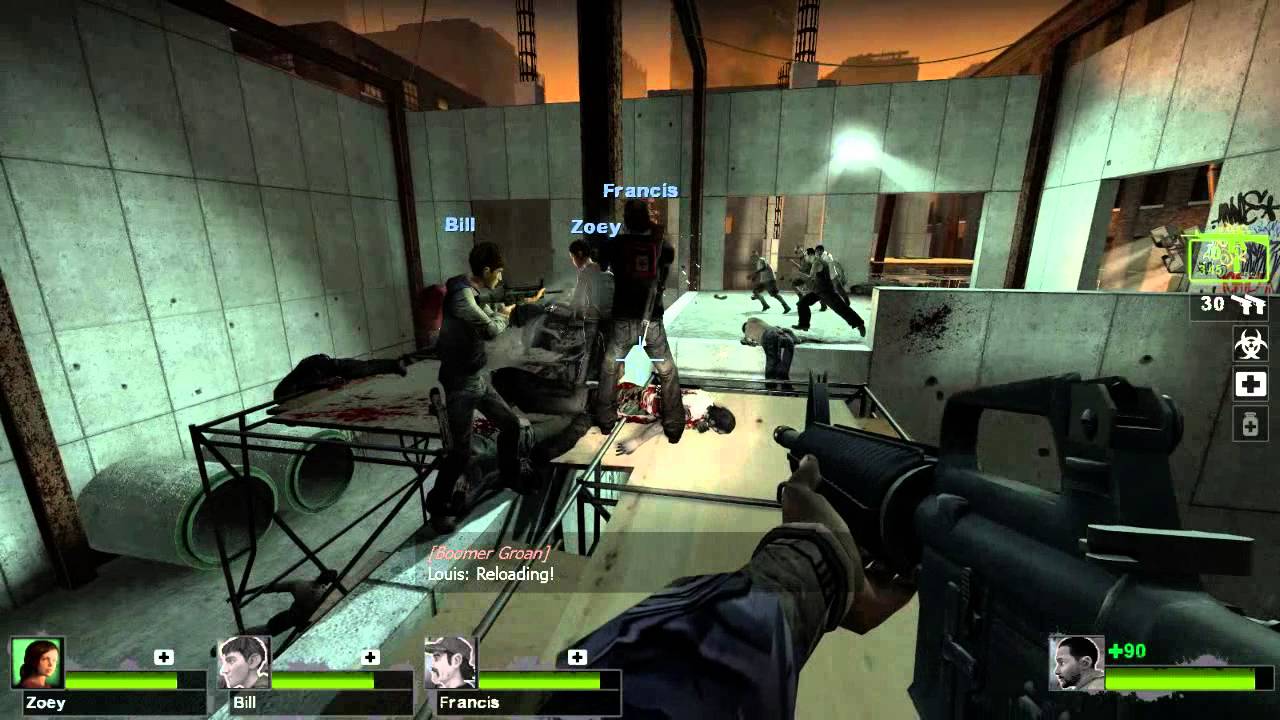 Francis
Bill
Zoey
30
[Boomer Groan]
Louis: Reloading!
+90
Zoey
Bill
Francis